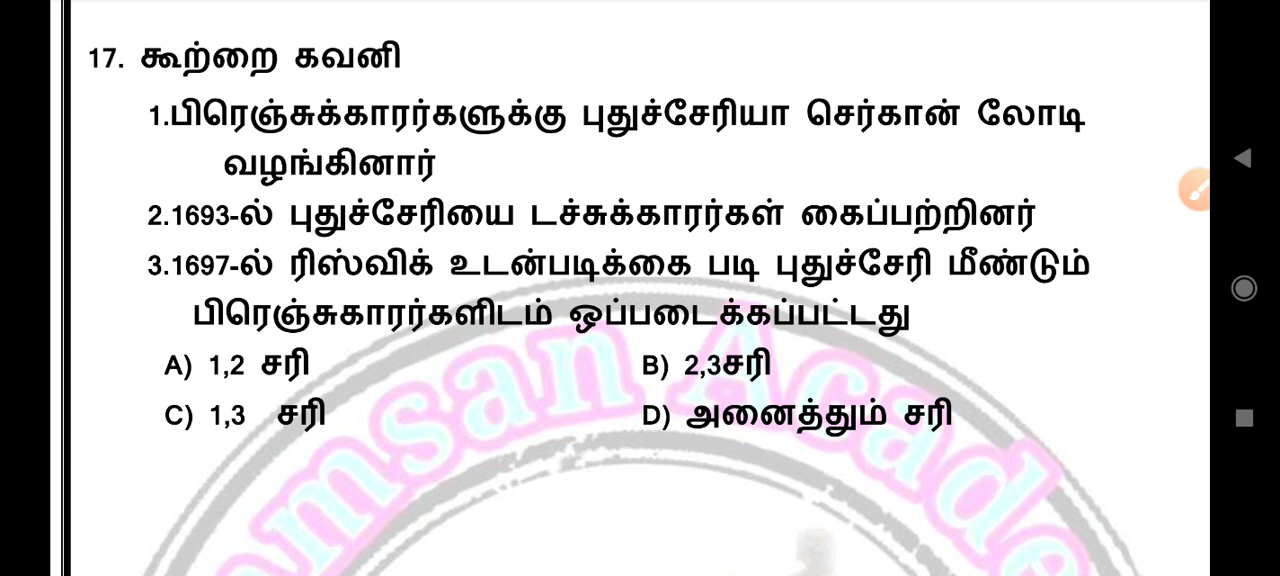 17. கூற்றை கவனி
1.பிரெஞ்சுக்காரர்களுக்கு புதுச்சேரியா செர்கான் லோடி
வழங்கினார்
2.1693-ல் புதுச்சேரியை டச்சுக்காரர்கள் கைப்பற்றினர்
3.1697-ல் ரிஸ்விக் உடன்படிக்கை படி புதுச்சேரி மீண்டும்
பிரெஞ்சுகாரர்களிடம் ஒப்படைக்கப்பட்டது
A) 1,2 சரி B) 2,3சரி
C) 1,3 சரி D) அனைத்தும் சரி